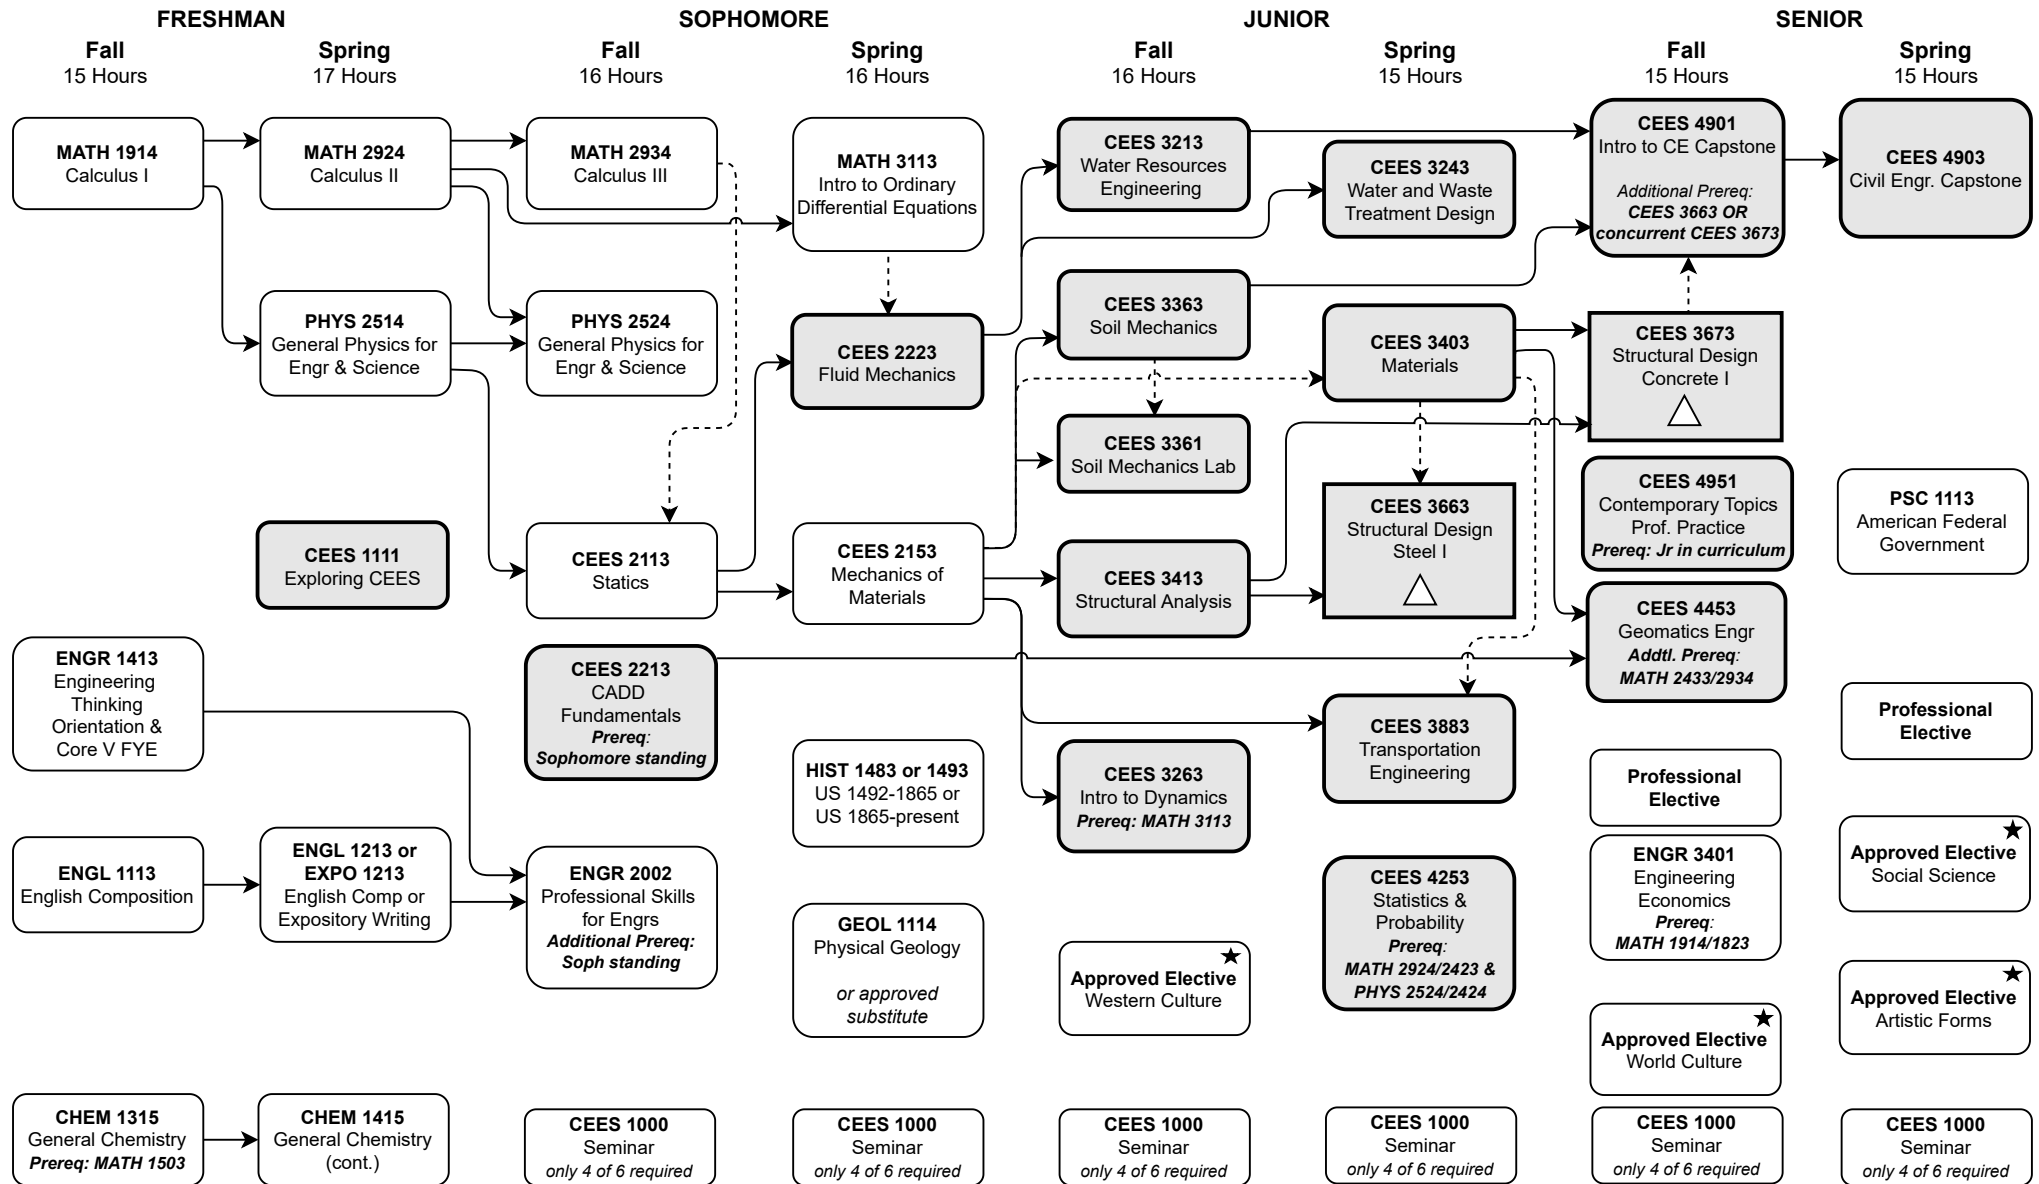 FRESHMAN
SOPHOMORE
JUNIOR
SENIOR
Fall
15 Hours
Spring
17 Hours
Fall
16 Hours
Spring
16 Hours
Fall
16 Hours
Spring
15 Hours
Fall
15 Hours
Spring
15 Hours
MATH 1914
Calculus I
ENGR 1413
Engineering
Thinking
Orientation &
Core V FYE
ENGL 1113
English Composition
CHEM 1315
General Chemistry
Prereq: MATH 1503
MATH 2924
Calculus II
PHYS 2514
General Physics for
Engr & Science
CEES 1111
Exploring CEES
ENGL 1213 or
EXPO 1213
English Comp or
Expository Writing
CHEM 1415
General Chemistry
(cont.)
MATH 2934
Calculus III
PHYS 2524
General Physics for
Engr & Science
CEES 2113
Statics
CEES 2213
CADD
Fundamentals
Prereq:
Sophomore standing
ENGR 2002
Professional Skills
for Engrs
Additional Prereq:
Soph standing
CEES 1000
Seminar
only 4 of 6 required
MATH 3113
Intro to Ordinary
Differential Equations
CEES 2223
Fluid Mechanics
CEES 2153
Mechanics of
Materials
HIST 1483 or 1493
US 1492-1865 or
US 1865-present
GEOL 1114
Physical Geology
or approved
substitute
CEES 1000
Seminar
only 4 of 6 required
CEES 3213
Water Resources
Engineering
CEES 3363
Soil Mechanics
CEES 3361
Soil Mechanics Lab
CEES 3413
Structural Analysis
CEES 3263
Intro to Dynamics
Prereq: MATH 3113
Approved Elective
Western Culture
CEES 1000
Seminar
only 4 of 6 required
CEES 3243
Water and Waste
Treatment Design
CEES 3403
Materials
CEES 3663
Structural Design
Steel I
CEES 3883
Transportation
Engineering
CEES 4253
Statistics &
Probability
Prereq:
MATH 2924/2423 &
PHYS 2524/2424
CEES 1000
Seminar
only 4 of 6 required
CEES 4901
Intro to CE Capstone
Additional Prereq:
CEES 3663 OR
concurrent CEES 3673
CEES 3673
Structural Design
Concrete I
CEES 4951
Contemporary Topics
Prof. Practice
Prereq: Jr in curriculum
CEES 4453
Geomatics Engr
Addtl. Prereq:
MATH 2433/2934
Professional
Elective
ENGR 3401
Engineering
Economics
Prereq:
MATH 1914/1823
Approved Elective
World Culture
CEES 1000
Seminar
only 4 of 6 required
CEES 4903
Civil Engr. Capstone
PSC 1113
American Federal
Government
Professional
Elective
Approved Elective
Social Science
Approved Elective
Artistic Forms
CEES 1000
Seminar
only 4 of 6 required